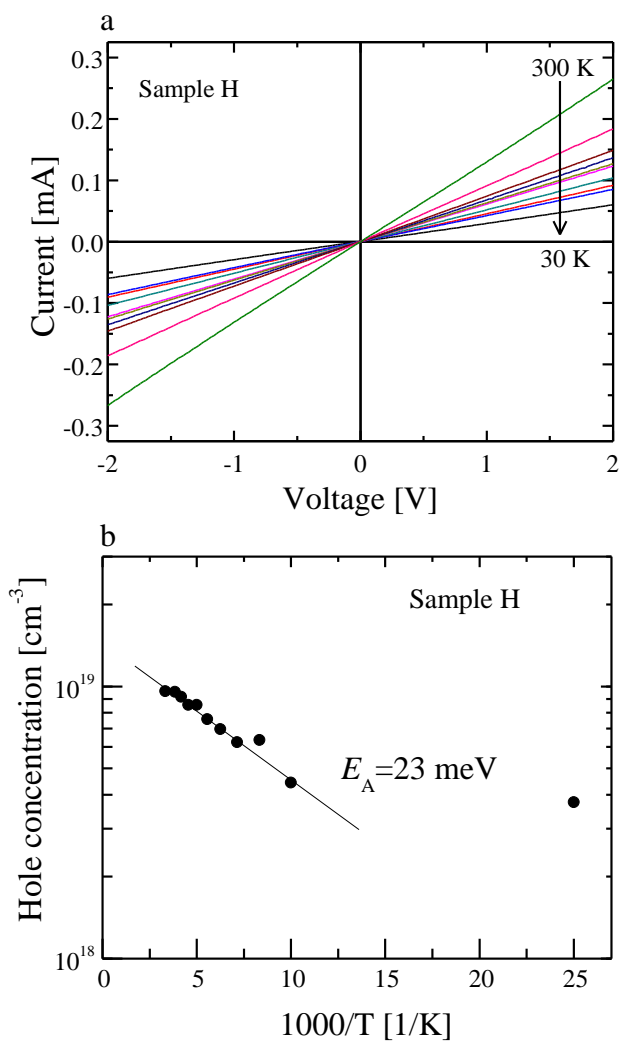 a
0.3
Sample H
300 K
0.2
0.1
0.0
30 K
-0.1
-0.2
-0.3
Current [mA]
-2
-1
0
1
2
Voltage [V]
b
Sample H
10^19
E_A=23 meV
10^18
Hole concentration [cm^-3]
0
5
10
15
20
25
1000/T [1/K]